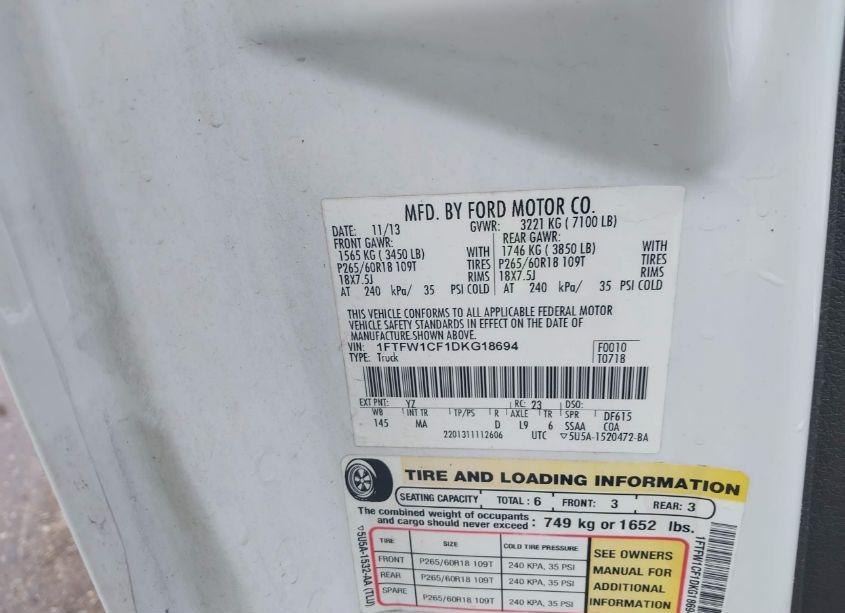 MFD. BY FORD MOTOR CO.
DATE: 11/13 GVWR: 3221 KG ( 7100 LB)
FRONT GAWR: REAR GAWR:
1565 KG ( 3450 LB) WITH 1746 KG ( 3850 LB) WITH
P265/60R18 109T TIRES P265/60R18 109T TIRES
18X7.5J RIMS 18X7.5J RIMS
AT 240 kPa/ 35 PSI COLD AT 240 kPa/ 35 PSI COLD
THIS VEHICLE CONFORMS TO ALL APPLICABLE FEDERAL MOTOR
VEHICLE SAFETY STANDARDS IN EFFECT ON THE DATE OF
MANUFACTURE SHOWN ABOVE.
VIN: 1FTFW1CF1DKG18694 F0010
TYPE: Truck T0718
EXT PNT: YZ RC: 23 DSO:
WB INT TR TP/PS R AXLE TR SPR DF615
145 MA D L9 6 SSAA COA
2201311112606 UTC ▽5U5A-1520472-BA
TIRE AND LOADING INFORMATION
SEATING CAPACITY TOTAL : 6 FRONT: 3 REAR: 3
The combined weight of occupants
and cargo should never exceed : 749 kg or 1652 lbs.
TIRE SIZE COLD TIRE PRESSURE
FRONT P265/60R18 109T 240 KPA, 35 PSI
REAR P265/60R18 109T 240 KPA, 35 PSI
SPARE P265/60R18 109T 240 KPA, 35 PSI
SEE OWNERS
MANUAL FOR
ADDITIONAL
INFORMATION
▽5U5A-1532-AA (TLU)
1FTFW1CF1DKG1869